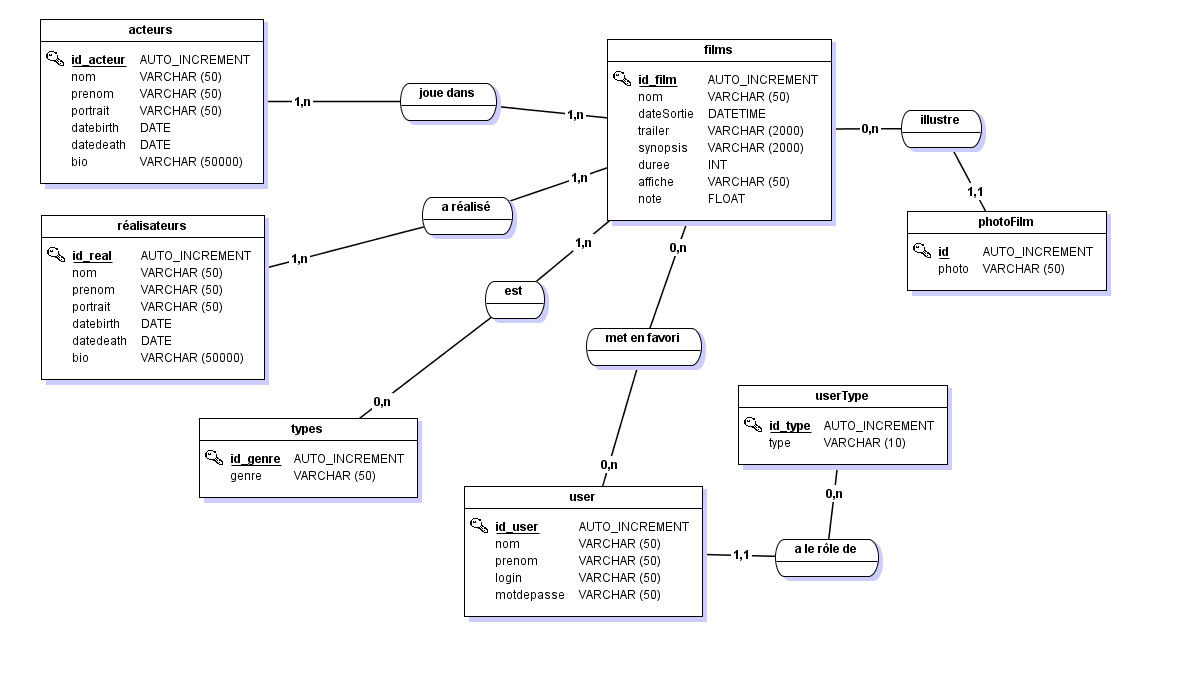 acteurs
id_acteur AUTO_INCREMENT
nom VARCHAR (50)
prenom VARCHAR (50)
portrait VARCHAR (50)
datebirth DATE
datedeath DATE
bio VARCHAR (50000)
1,n
joue dans
1,n
films
id_film AUTO_INCREMENT
nom VARCHAR (50)
dateSortie DATETIME
trailer VARCHAR (2000)
synopsis VARCHAR (2000)
duree INT
affiche VARCHAR (50)
note FLOAT
0,n
illustre
1,1
photoFilm
id AUTO_INCREMENT
photo VARCHAR (50)
réalisateurs
id_real AUTO_INCREMENT
nom VARCHAR (50)
prenom VARCHAR (50)
portrait VARCHAR (50)
datebirth DATE
datedeath DATE
bio VARCHAR (50000)
1,n
a réalisé
1,n
1,n
est
0,n
types
id_genre AUTO_INCREMENT
genre VARCHAR (50)
0,n
met en favori
0,n
user
id_user AUTO_INCREMENT
nom VARCHAR (50)
prenom VARCHAR (50)
login VARCHAR (50)
motdepasse VARCHAR (50)
1,1
a le rôle de
0,n
userType
id_type AUTO_INCREMENT
type VARCHAR (10)